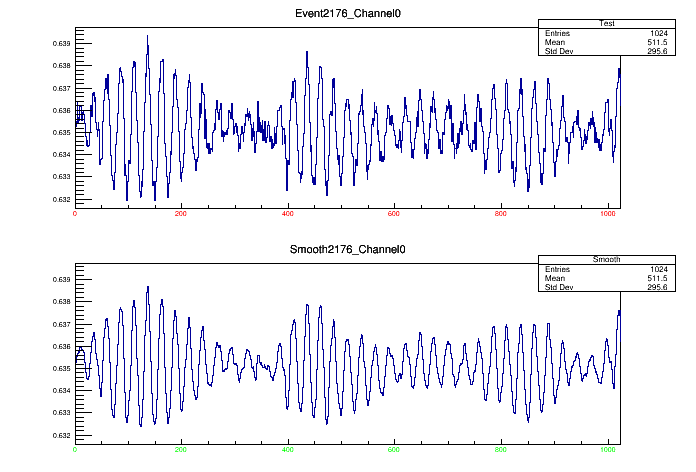 Event2176_Channel0
Test
Entries 1024
Mean 511.5
Std Dev 295.6
0.639
0.638
0.637
0.636
0.635
0.634
0.633
0.632
0 200 400 600 800 1000
Smooth2176_Channel0
Smooth
Entries 1024
Mean 511.5
Std Dev 295.6
0.639
0.638
0.637
0.636
0.635
0.634
0.633
0.632
0 200 400 600 800 1000